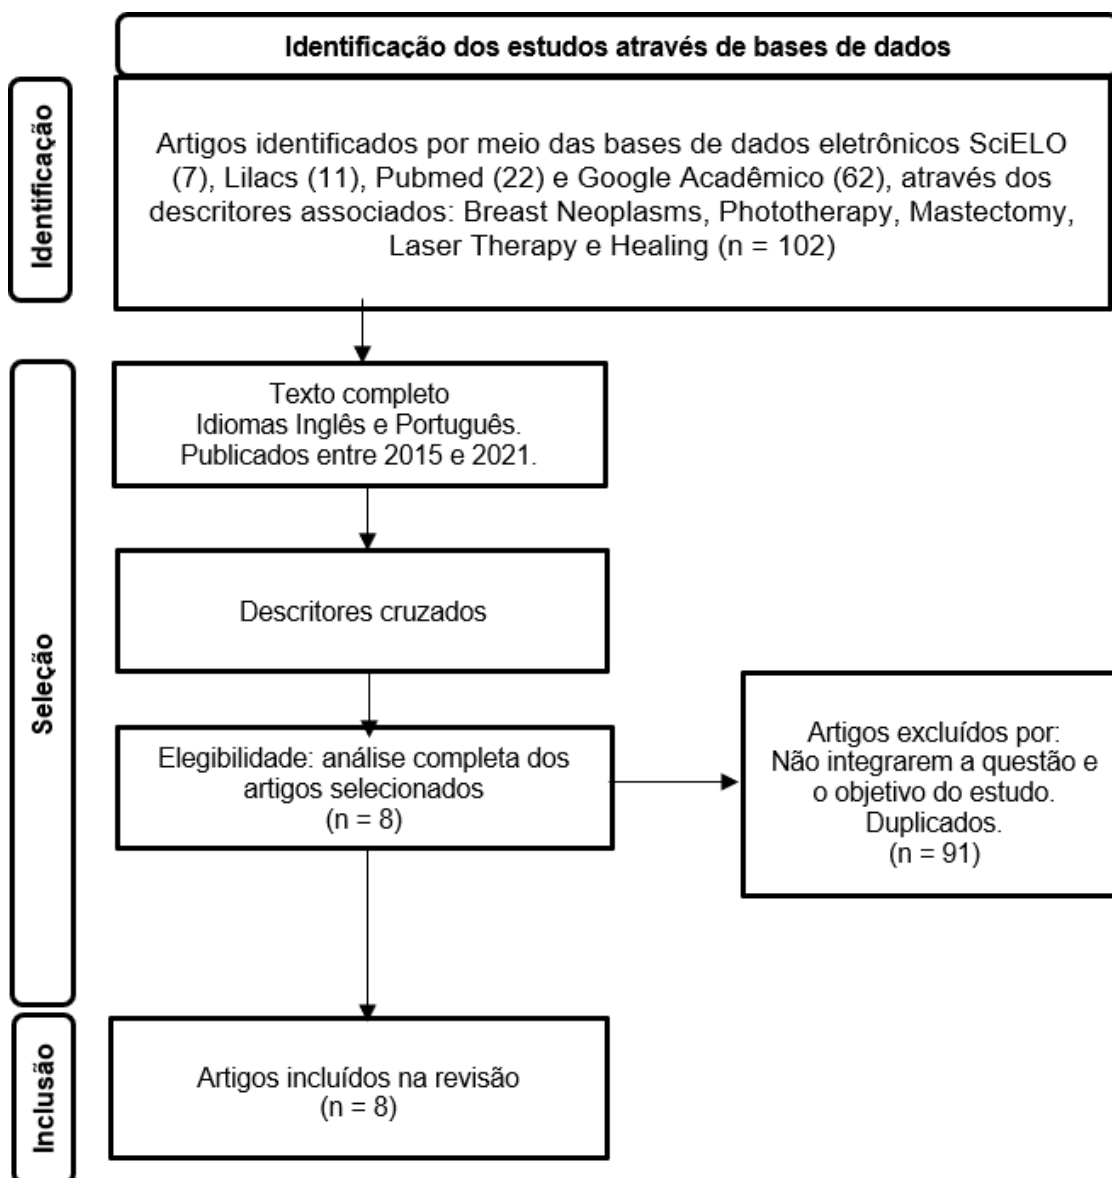 Identificação dos estudos através de bases de dados
Identificação
Artigos identificados por meio das bases de dados eletrônicos SciELO
(7), Lilacs (11), Pubmed (22) e Google Acadêmico (62), através dos
descritores associados: Breast Neoplasms, Phototherapy, Mastectomy,
Laser Therapy e Healing (n = 102)
Seleção
Texto completo
Idiomas Inglês e Português.
Publicados entre 2015 e 2021.
Descritores cruzados
Elegibilidade: análise completa dos
artigos selecionados
(n = 8)
Artigos excluídos por:
Não integrarem a questão e
o objetivo do estudo.
Duplicados.
(n = 91)
Inclusão
Artigos incluídos na revisão
(n = 8)